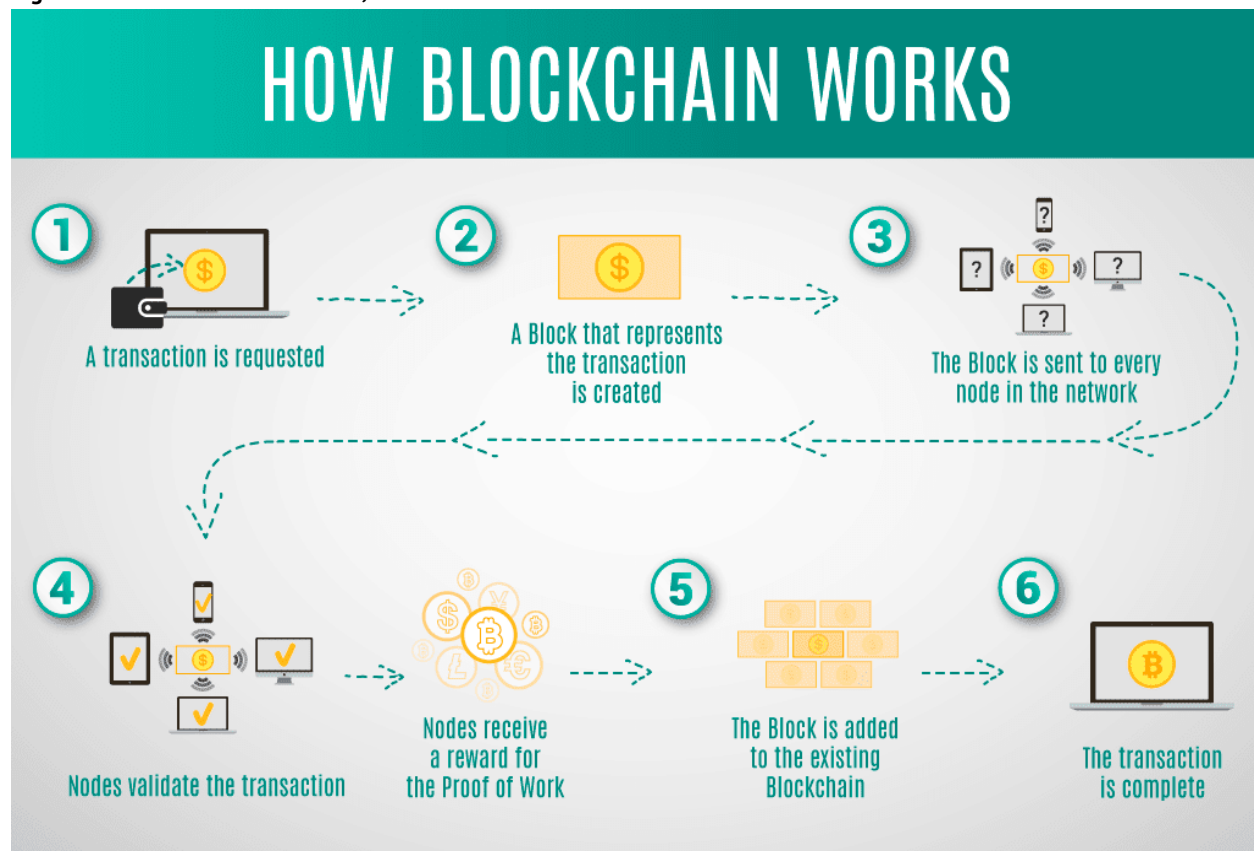 HOW BLOCKCHAIN WORKS
1
A transaction is requested
2
A Block that represents
the transaction
is created
3
The Block is sent to every
node in the network
4
Nodes validate the transaction
Nodes receive
a reward for
the Proof of Work
5
The Block is added
to the existing
Blockchain
6
The transaction
is complete